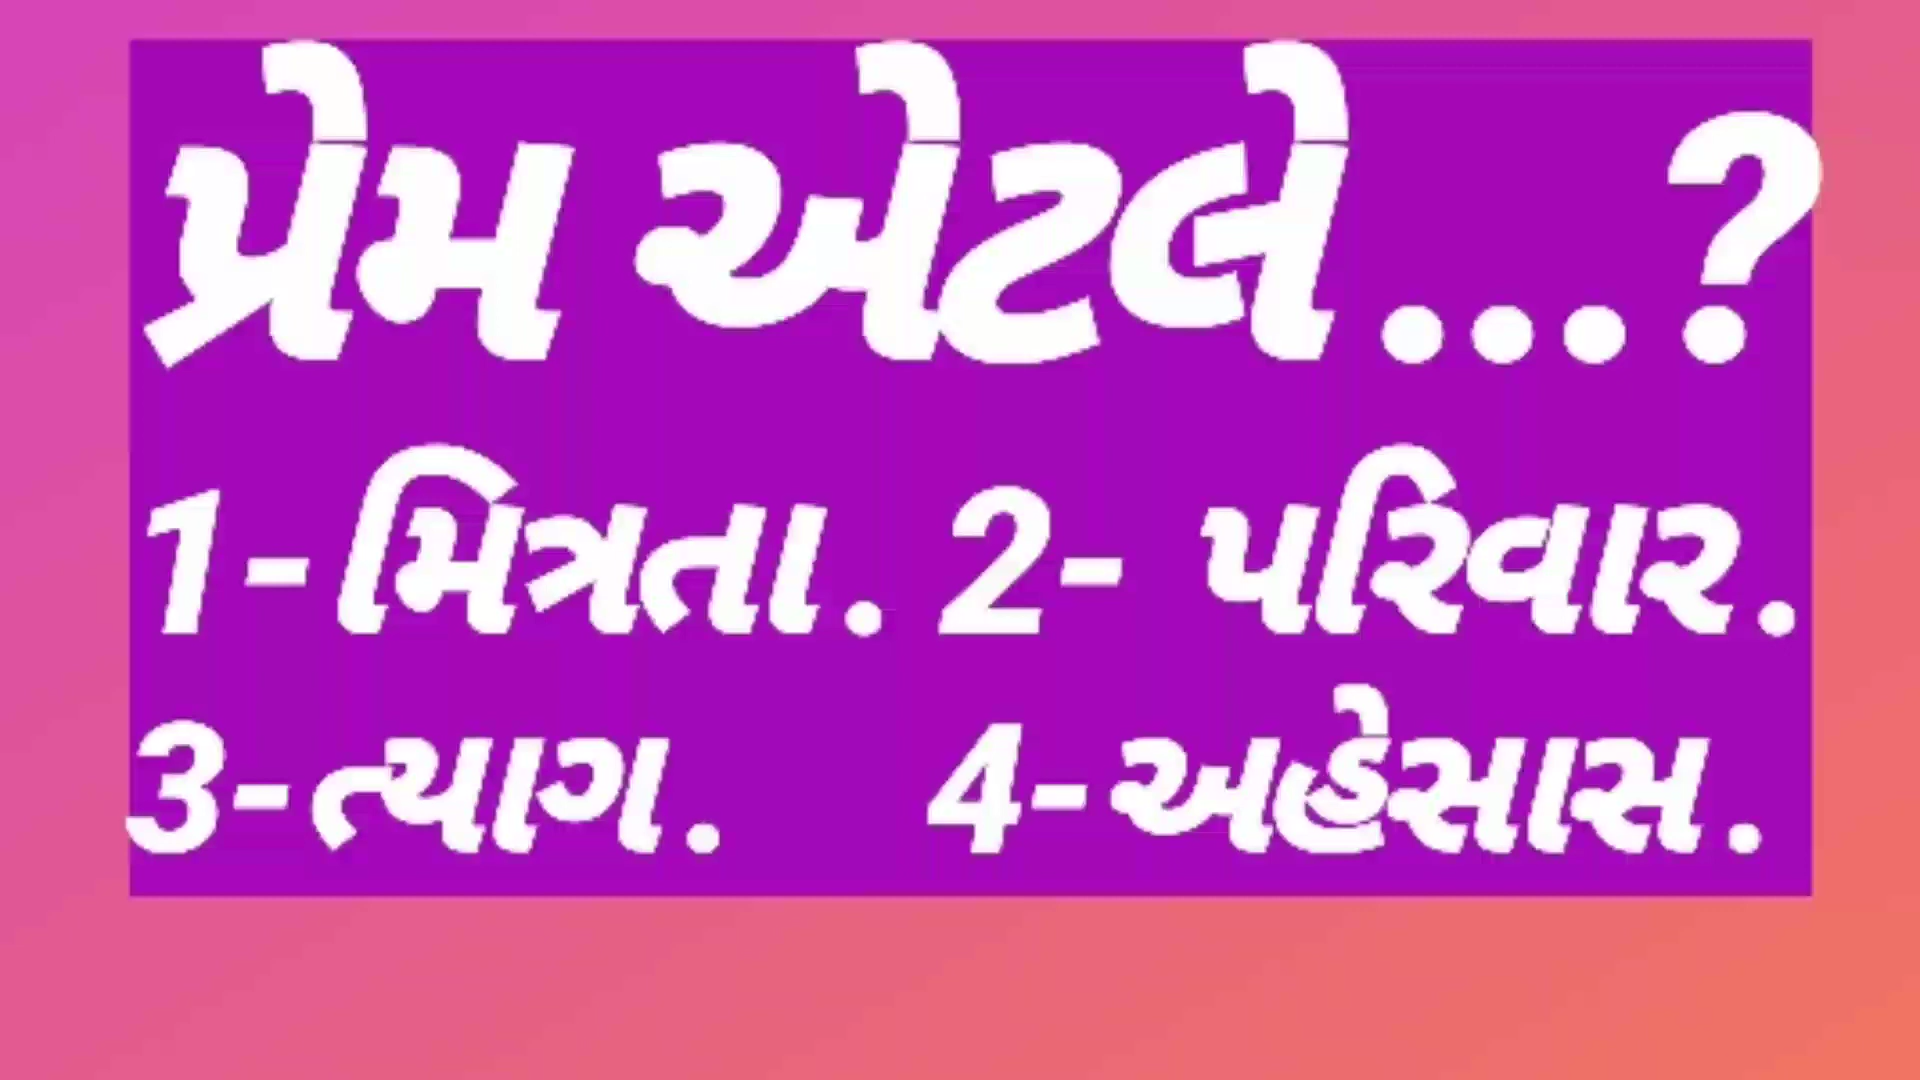 પ્રેમ એટલે...?
1-મિત્રતા. 2- પરિવાર.
3-ત્યાગ. 4-અહેસાસ.